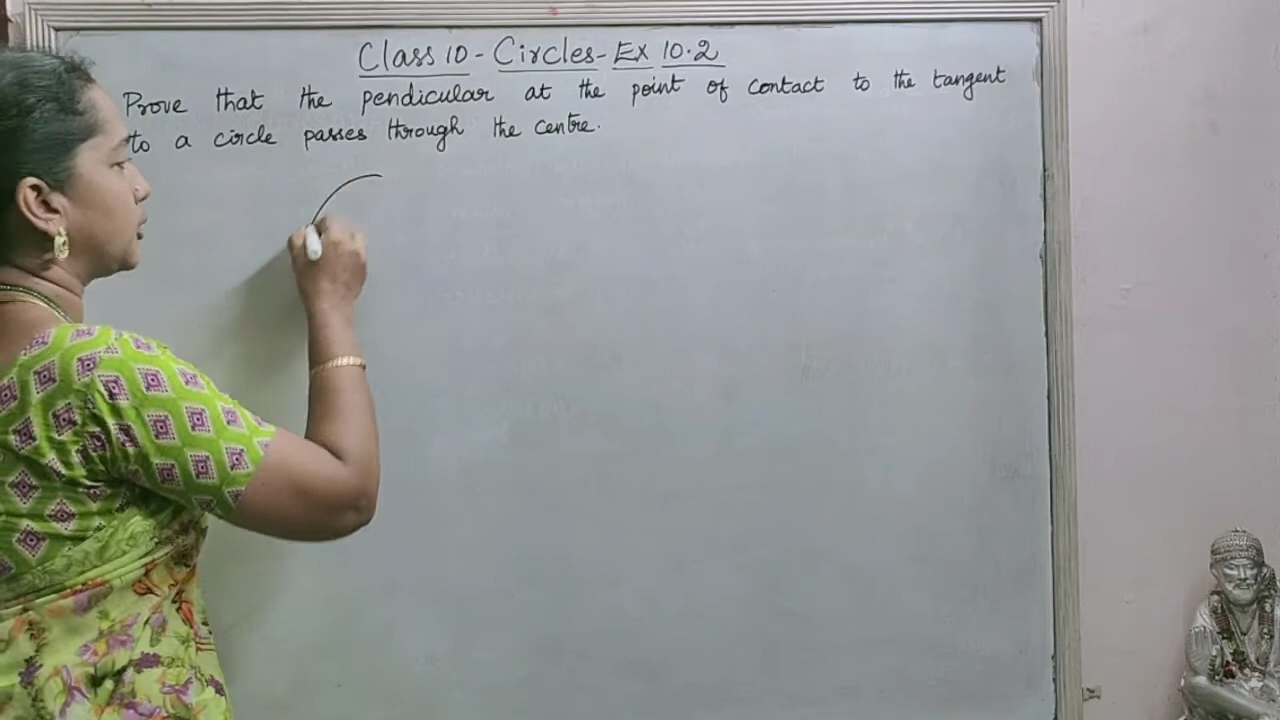 Class 10 - Circles - Ex 10.2
Prove that the pendicular at the point of contact to the tangent
to a circle passes through the centre.